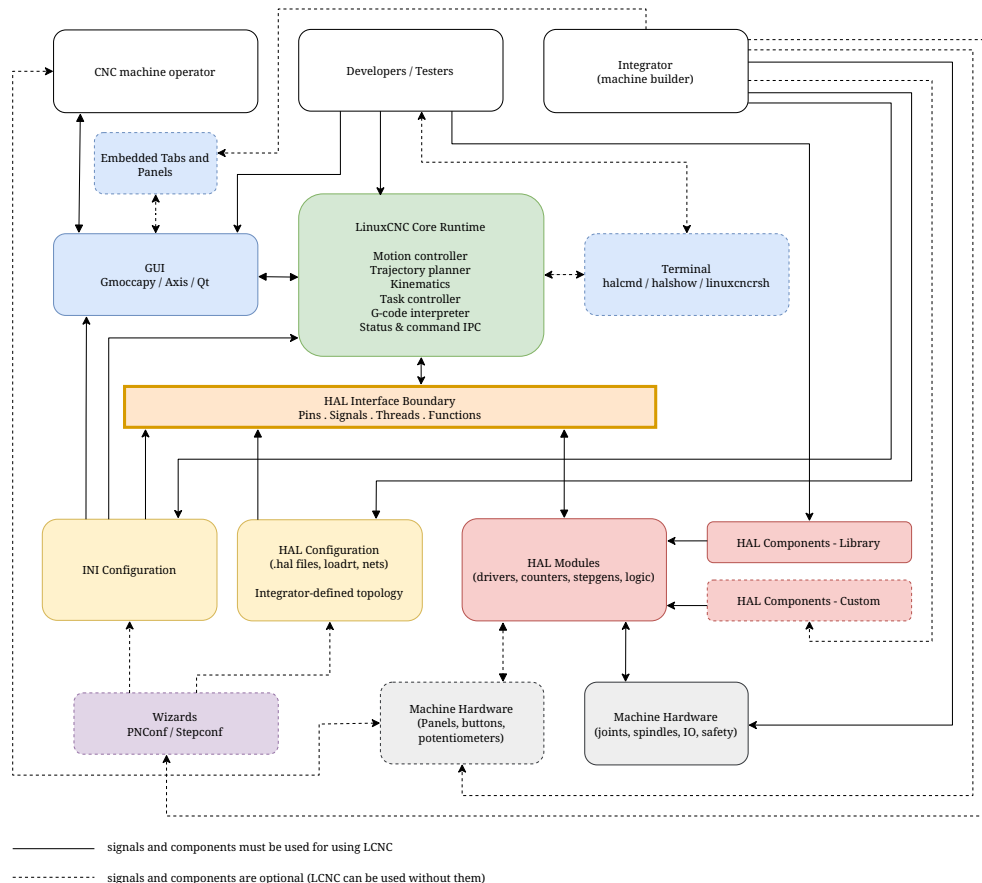 CNC machine operator
Developers / Testers
Integrator
(machine builder)
Embedded Tabs and
Panels
GUI
Gmoccapy / Axis / Qt
LinuxCNC Core Runtime
Motion controller
Trajectory planner
Kinematics
Task controller
G-code interpreter
Status & command IPC
Terminal
halcmd / halshow / linuxcncrsh
HAL Interface Boundary
Pins . Signals . Threads . Functions
INI Configuration
HAL Configuration
(.hal files, loadrt, nets)
Integrator-defined topology
HAL Modules
(drivers, counters, stepgens, logic)
HAL Components - Library
HAL Components - Custom
Wizards
PNConf / Stepconf
Machine Hardware
(Panels, buttons,
potentiometers)
Machine Hardware
(joints, spindles, IO, safety)
signals and components must be used for using LCNC
signals and components are optional (LCNC can be used without them)